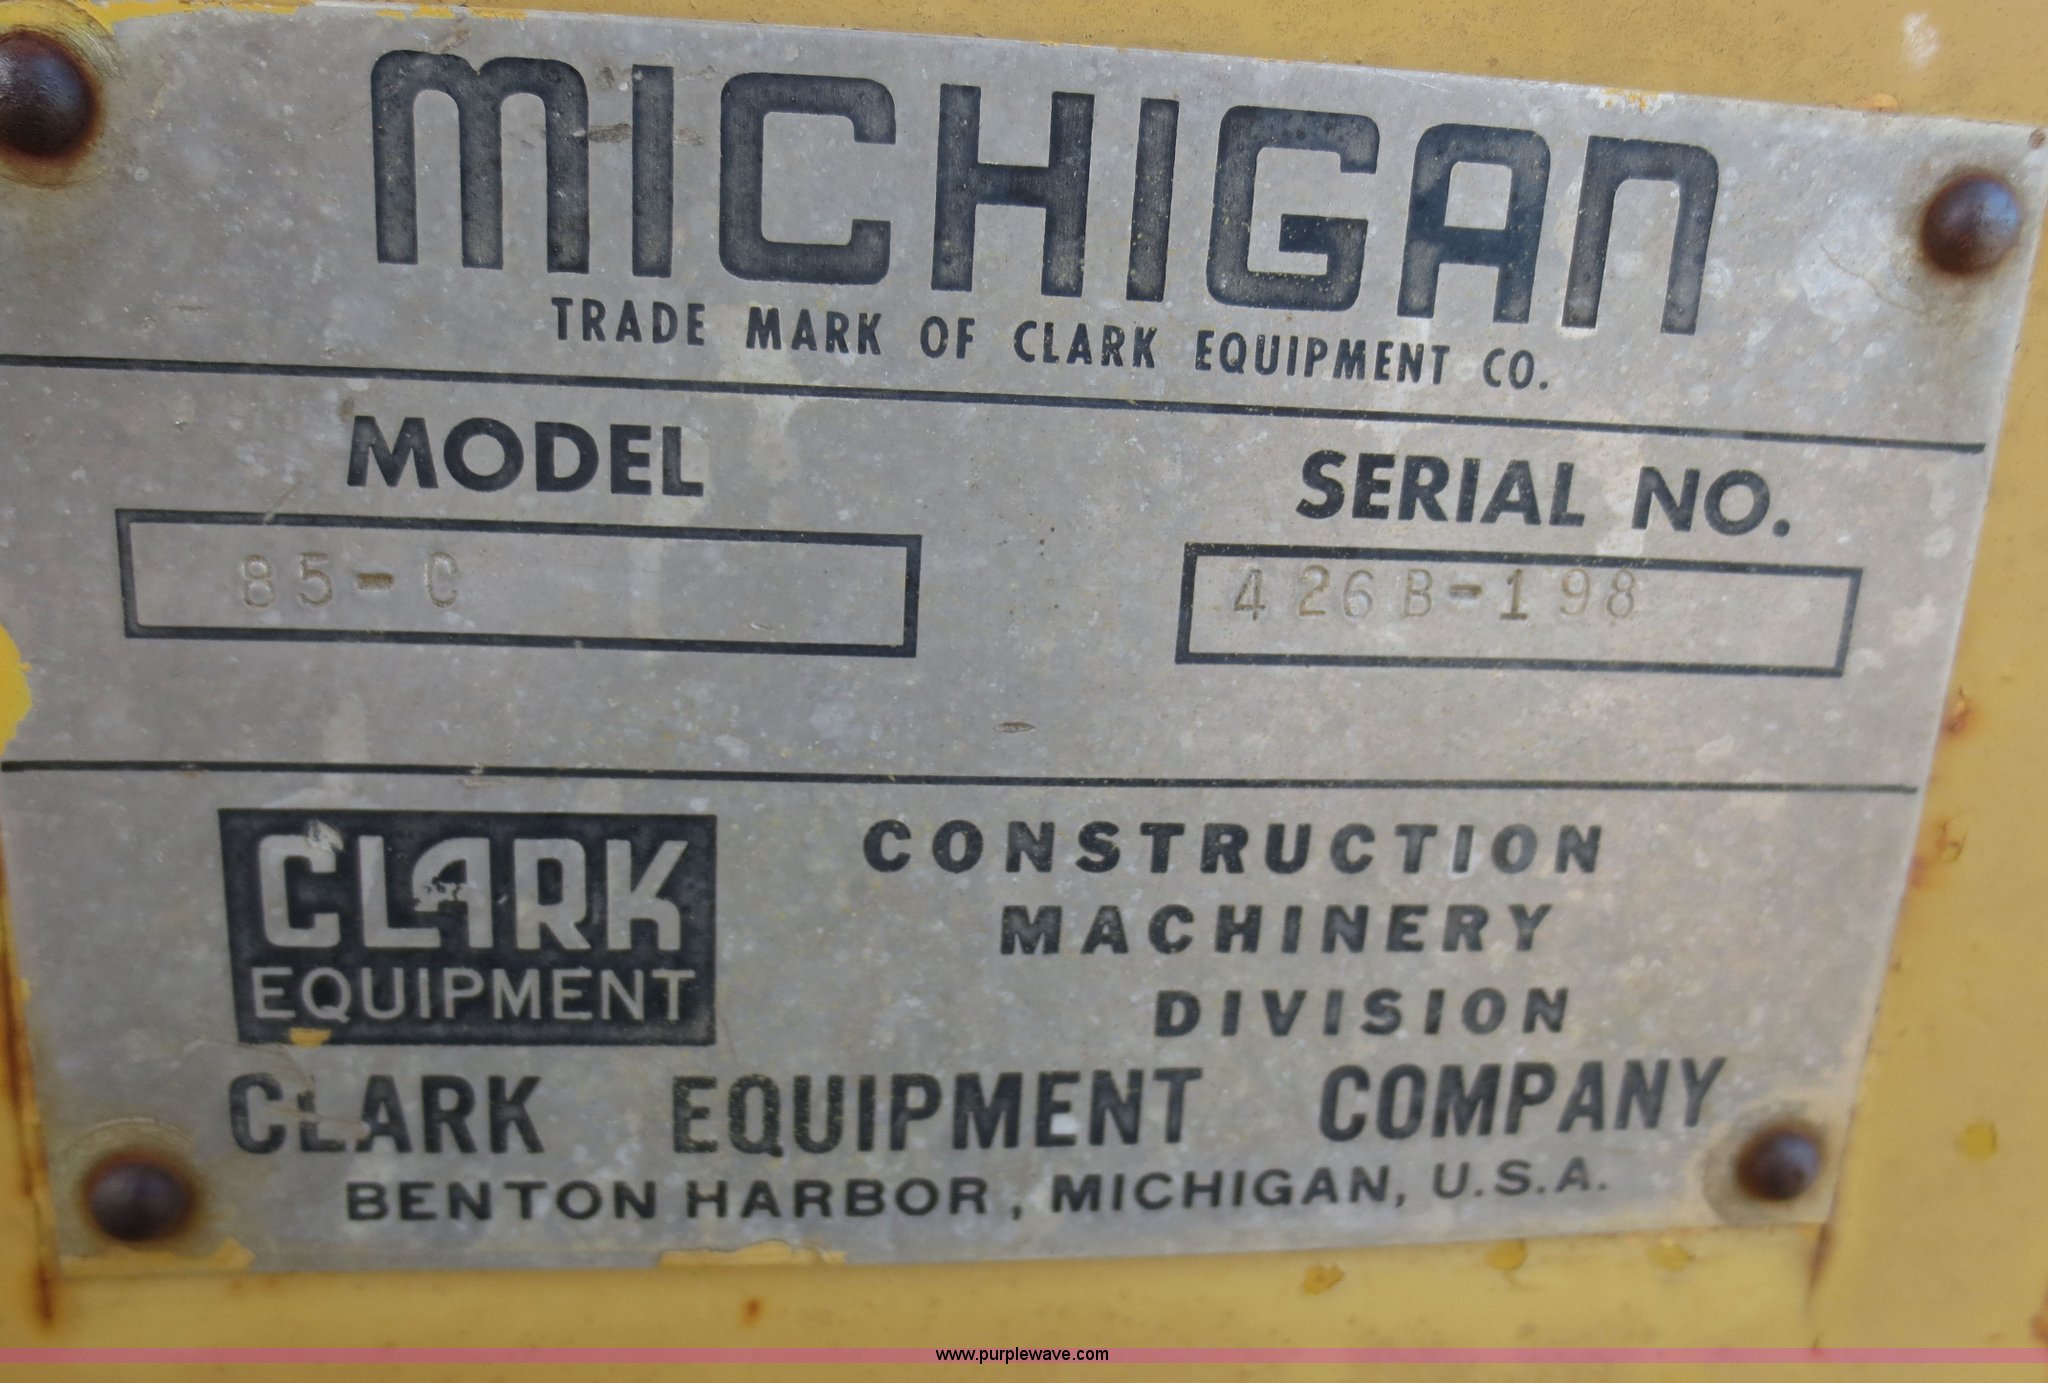 MICHIGAN
TRADE MARK OF CLARK EQUIPMENT CO.
MODEL
85-C
SERIAL NO.
426B-198
CLARK
EQUIPMENT
CONSTRUCTION
MACHINERY
DIVISION
CLARK EQUIPMENT COMPANY
BENTON HARBOR, MICHIGAN, U.S.A.
www.purplewave.com